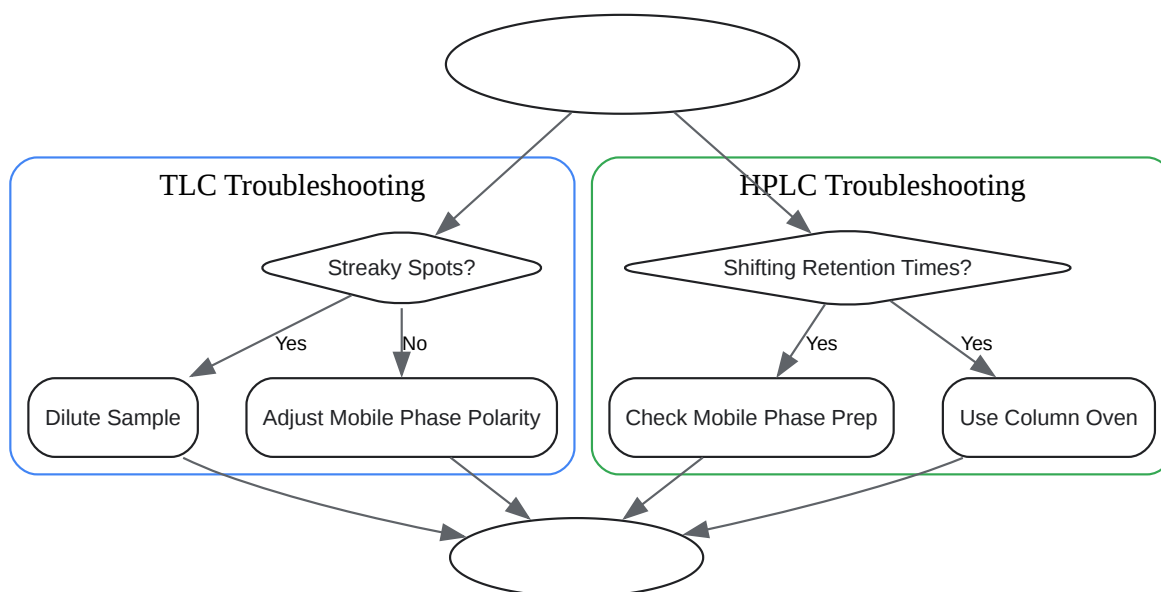 TLC Troubleshooting
HPLC Troubleshooting
Streaky Spots?
Shifting Retention Times?
Yes
No
Yes
Yes
Dilute Sample
Adjust Mobile Phase Polarity
Check Mobile Phase Prep
Use Column Oven